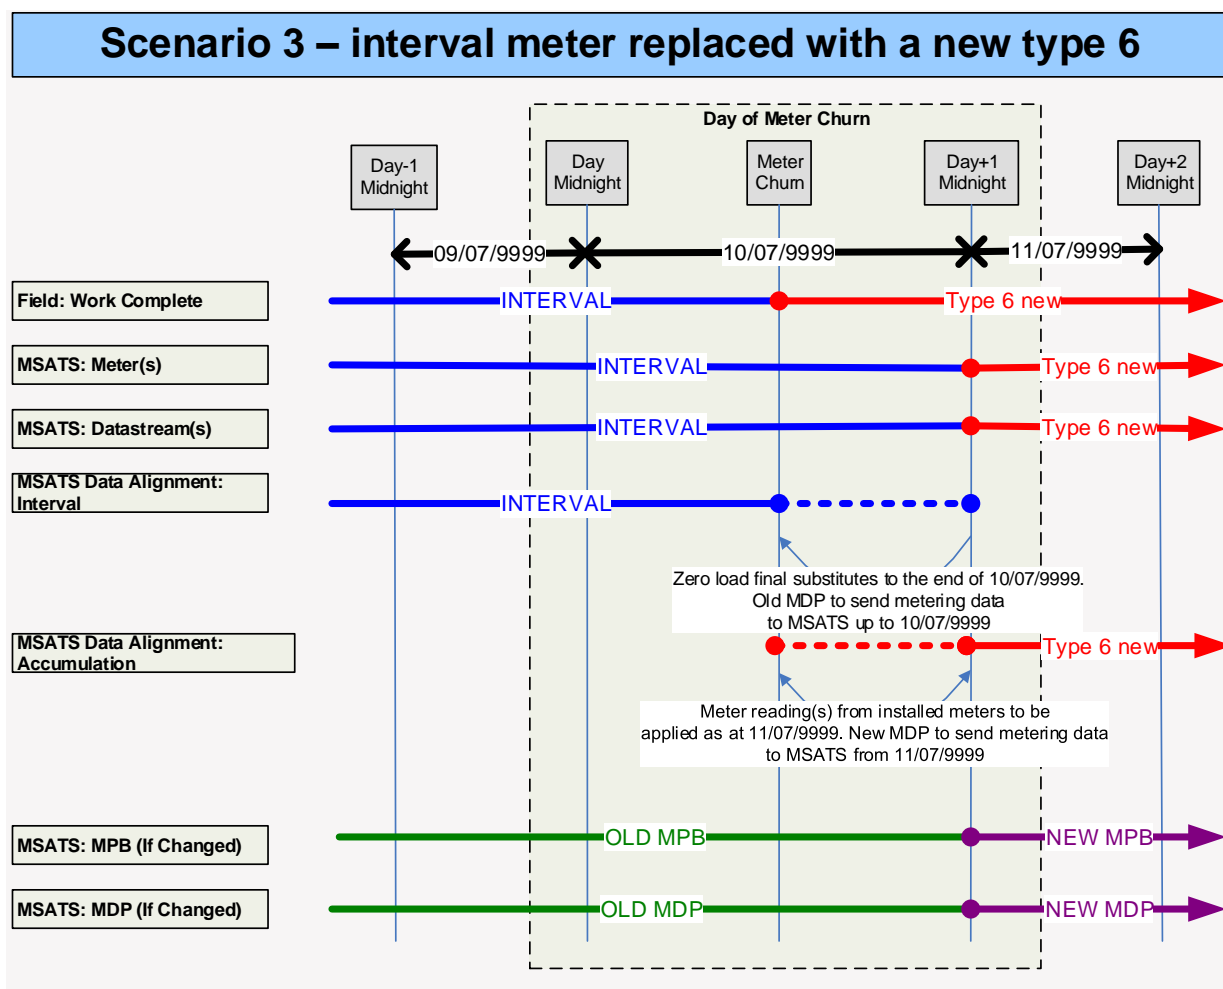 Scenario 3 – interval meter replaced with a new type 6
Day of Meter Churn
Day-1
Midnight
Day
Midnight
Meter
Churn
Day+1
Midnight
Day+2
Midnight
09/07/9999
10/07/9999
11/07/9999
Field: Work Complete
INTERVAL
Type 6 new
MSATS: Meter(s)
INTERVAL
Type 6 new
MSATS: Datastream(s)
INTERVAL
Type 6 new
MSATS Data Alignment:
Interval
INTERVAL
Zero load final substitutes to the end of 10/07/9999.
Old MDP to send metering data
to MSATS up to 10/07/9999
MSATS Data Alignment:
Accumulation
Type 6 new
Meter reading(s) from installed meters to be
applied as at 11/07/9999. New MDP to send metering data
to MSATS from 11/07/9999
MSATS: MPB (If Changed)
OLD MPB
NEW MPB
MSATS: MDP (If Changed)
OLD MDP
NEW MDP